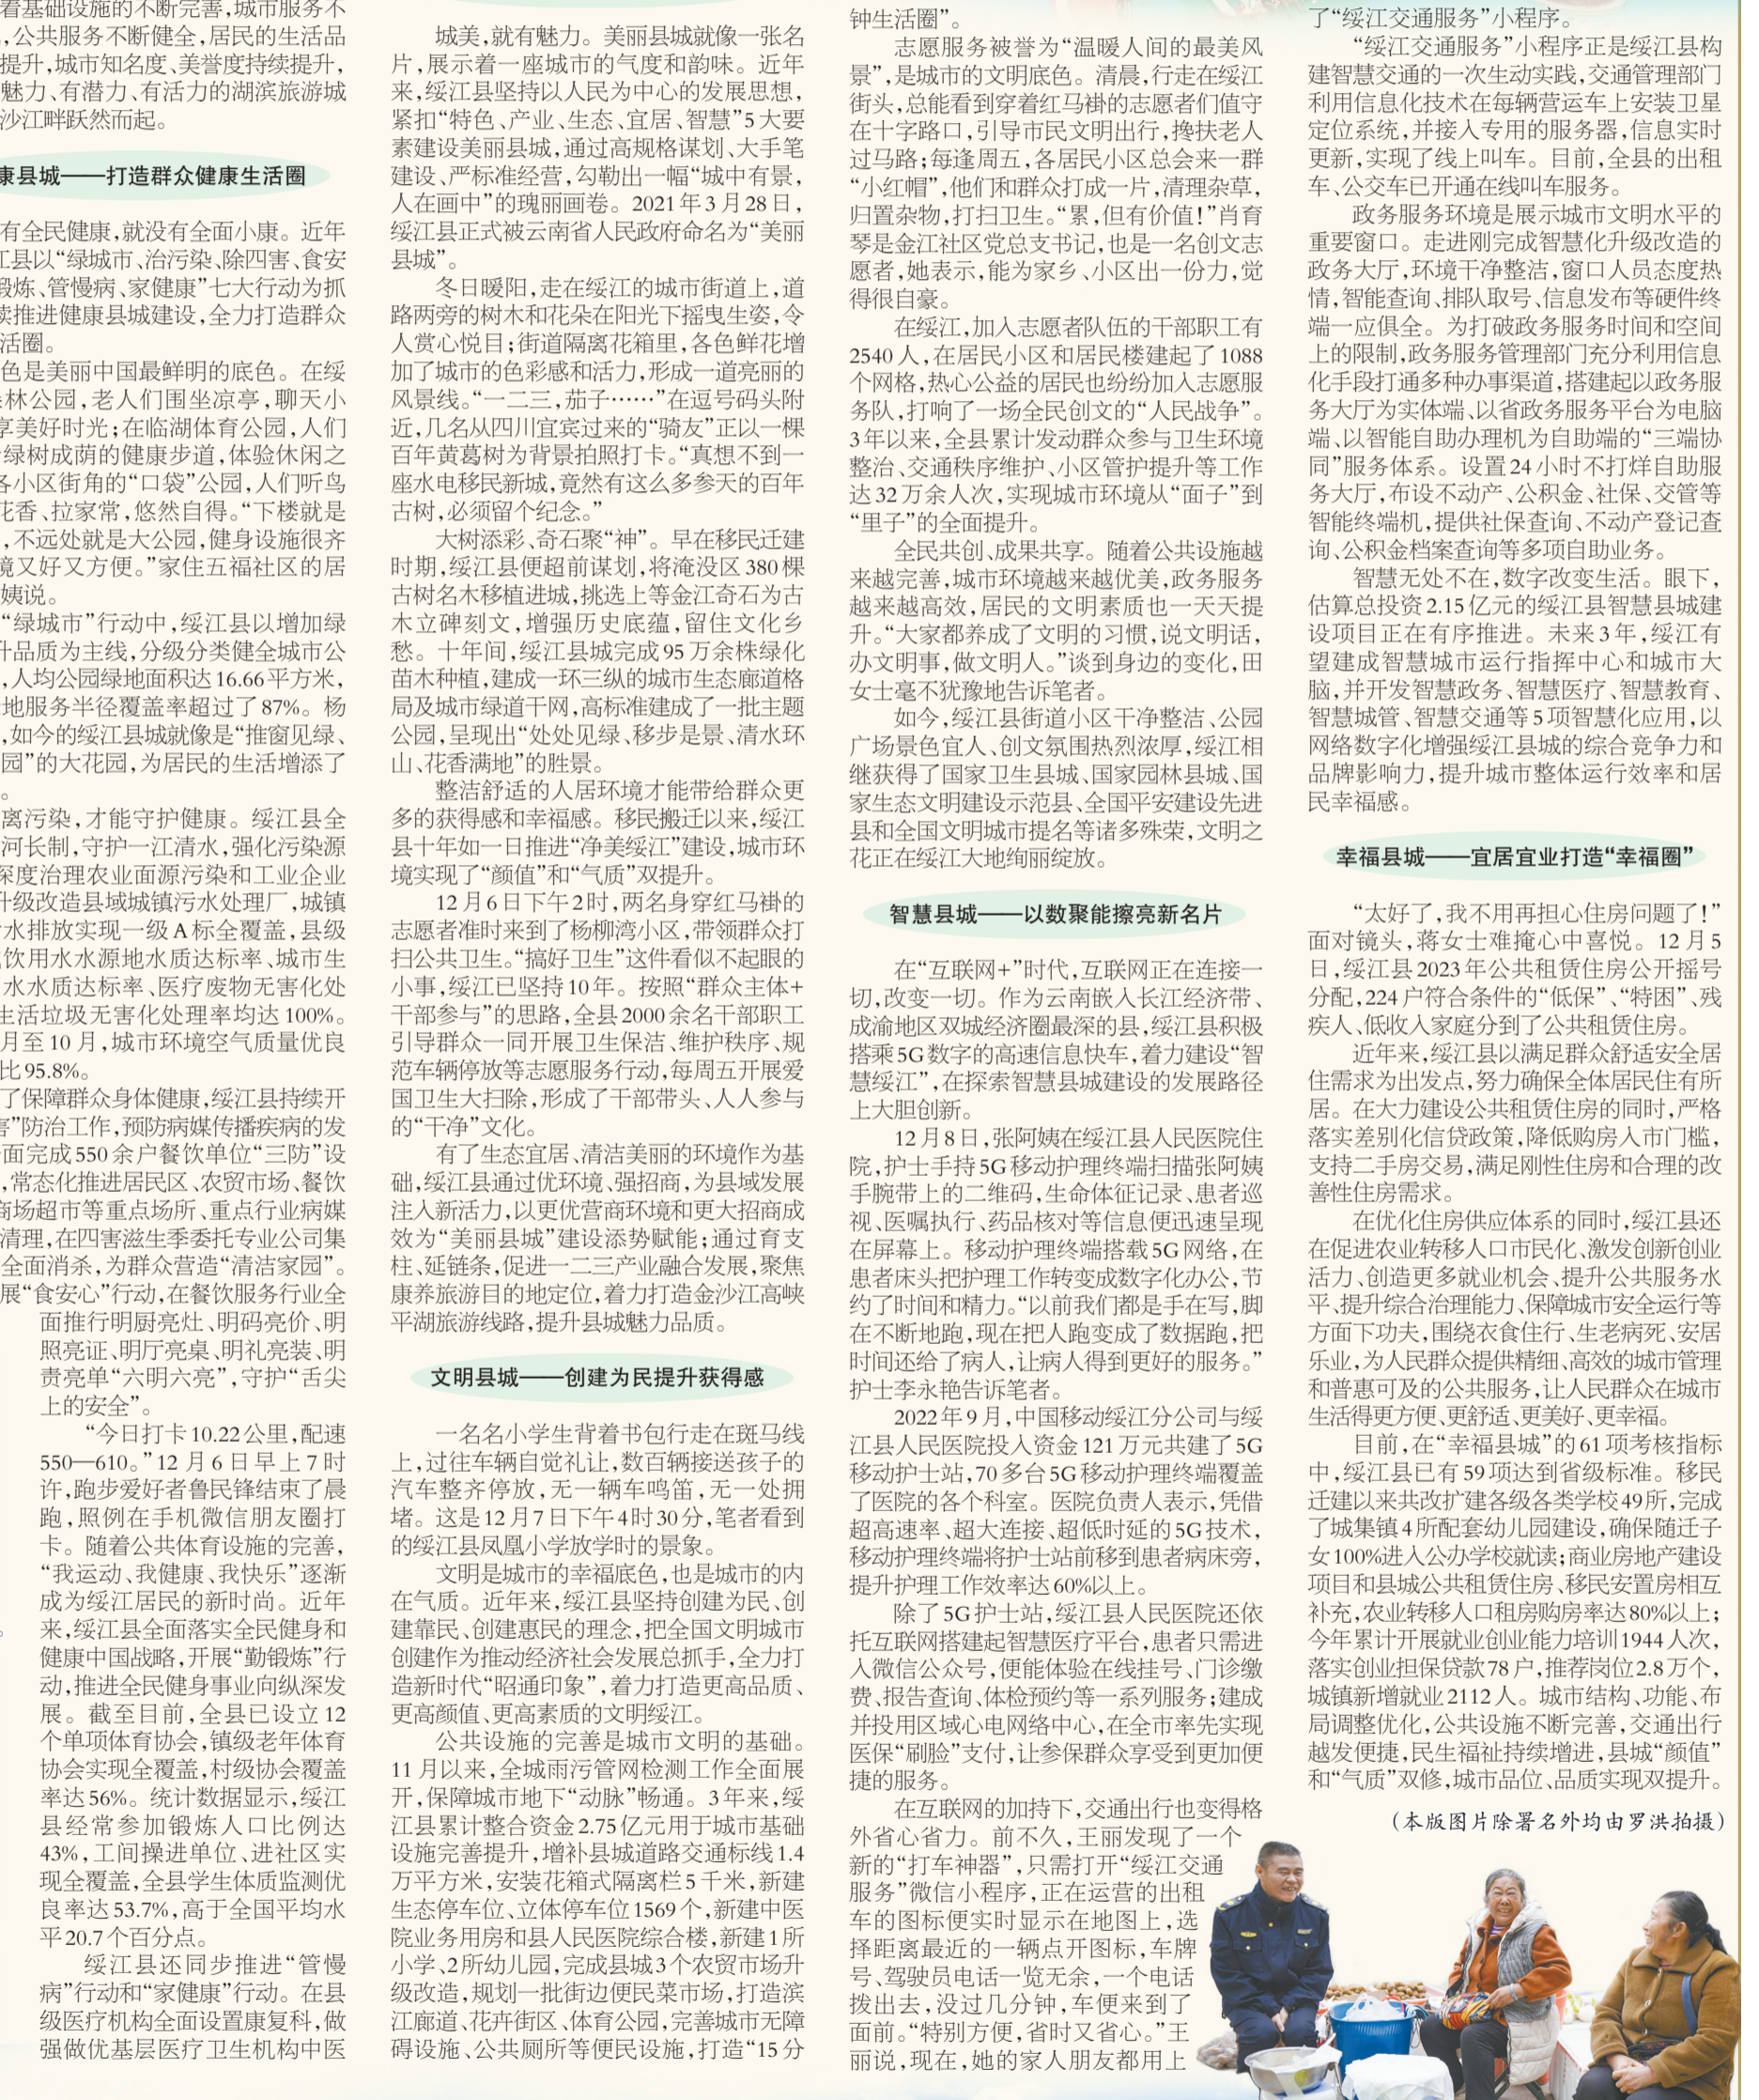 着基础设施的不断完善,城市服务不
,公共服务不断健全,居民的生活品
提升,城市知名度、美誉度持续提升,
魅力、有潜力、有活力的湖滨旅游城
沙江畔跃然而起。
康县城——打造群众健康生活圈
有全民健康,就没有全面小康。近年
江县以“绿城市、治污染、除四害、食安
锻炼、管慢病、家健康”七大行动为抓
续推进健康县城建设,全力打造群众
活圈。
色是美丽中国最鲜明的底色。在绥
林公园,老人们围坐凉亭,聊天小
享美好时光;在临湖体育公园,人们
绿树成荫的健康步道,体验休闲之
各小区街角的“口袋”公园,人们听鸟
花香、拉家常,悠然自得。“下楼就是
,不远处就是大公园,健身设施很齐
境又好又方便。”家住五福社区的居
姨说。
“绿城市”行动中,绥江县以增加绿
升品质为主线,分级分类健全城市公
,人均公园绿地面积达16.66平方米,
地服务半径覆盖率超过了87%。杨
,如今的绥江县城就像是“推窗见绿、
园”的大花园,为居民的生活增添了
。
离污染,才能守护健康。绥江县全
河长制,守护一江清水,强化污染源
深度治理农业面源污染和工业企业
升级改造县域城镇污水处理厂,城镇
水排放实现一级A标全覆盖,县级
饮用水水源地水质达标率、城市生
水水质达标率、医疗废物无害化处
生活垃圾无害化处理率均达100%。
月至10月,城市环境空气质量优良
比95.8%。
了保障群众身体健康,绥江县持续开
害”防治工作,预防病媒传播疾病的发
面完成550余户餐饮单位“三防”设
,常态化推进居民区、农贸市场、餐饮
商场超市等重点场所、重点行业病媒
清理,在四害滋生季委托专业公司集
全面消杀,为群众营造“清洁家园”。
展“食安心”行动,在餐饮服务行业全
面推行明厨亮灶、明码亮价、明
照亮证、明厅亮桌、明礼亮装、明
责亮单“六明六亮”,守护“舌尖
上的安全”。
“今日打卡10.22公里,配速
550—610。”12月6日早上7时
许,跑步爱好者鲁民锋结束了晨
跑,照例在手机微信朋友圈打
卡。随着公共体育设施的完善,
“我运动、我健康、我快乐”逐渐
成为绥江居民的新时尚。近年
来,绥江县全面落实全民健身和
健康中国战略,开展“勤锻炼”行
动,推进全民健身事业向纵深发
展。截至目前,全县已设立12
个单项体育协会,镇级老年体育
协会实现全覆盖,村级协会覆盖
率达56%。统计数据显示,绥江
县经常参加锻炼人口比例达
43%,工间操进单位、进社区实
现全覆盖,全县学生体质监测优
良率达53.7%,高于全国平均水
平20.7个百分点。
绥江县还同步推进“管慢
病”行动和“家健康”行动。在县
级医疗机构全面设置康复科,做
强做优基层医疗卫生机构中医
城美,就有魅力。美丽县城就像一张名
片,展示着一座城市的气度和韵味。近年
来,绥江县坚持以人民为中心的发展思想,
紧扣“特色、产业、生态、宜居、智慧”5大要
素建设美丽县城,通过高规格谋划、大手笔
建设、严标准经营,勾勒出一幅“城中有景,
人在画中”的瑰丽画卷。2021年3月28日,
绥江县正式被云南省人民政府命名为“美丽
县城”。
冬日暖阳,走在绥江的城市街道上,道
路两旁的树木和花朵在阳光下摇曳生姿,令
人赏心悦目;街道隔离花箱里,各色鲜花增
加了城市的色彩感和活力,形成一道亮丽的
风景线。“一二三,茄子……”在逗号码头附
近,几名从四川宜宾过来的“骑友”正以一棵
百年黄葛树为背景拍照打卡。“真想不到一
座水电移民新城,竟然有这么多参天的百年
古树,必须留个纪念。”
大树添彩、奇石聚“神”。早在移民迁建
时期,绥江县便超前谋划,将淹没区380棵
古树名木移植进城,挑选上等金江奇石为古
木立碑刻文,增强历史底蕴,留住文化乡
愁。十年间,绥江县城完成95万余株绿化
苗木种植,建成一环三纵的城市生态廊道格
局及城市绿道干网,高标准建成了一批主题
公园,呈现出“处处见绿、移步是景、清水环
山、花香满地”的胜景。
整洁舒适的人居环境才能带给群众更
多的获得感和幸福感。移民搬迁以来,绥江
县十年如一日推进“净美绥江”建设,城市环
境实现了“颜值”和“气质”双提升。
12月6日下午2时,两名身穿红马褂的
志愿者准时来到了杨柳湾小区,带领群众打
扫公共卫生。“搞好卫生”这件看似不起眼的
小事,绥江已坚持10年。按照“群众主体+
干部参与”的思路,全县2000余名干部职工
引导群众一同开展卫生保洁、维护秩序、规
范车辆停放等志愿服务行动,每周五开展爱
国卫生大扫除,形成了干部带头、人人参与
的“干净”文化。
有了生态宜居、清洁美丽的环境作为基
础,绥江县通过优环境、强招商,为县域发展
注入新活力,以更优营商环境和更大招商成
效为“美丽县城”建设添势赋能;通过育支
柱、延链条,促进一二三产业融合发展,聚焦
康养旅游目的地定位,着力打造金沙江高峡
平湖旅游线路,提升县城魅力品质。
文明县城——创建为民提升获得感
一名名小学生背着书包行走在斑马线
上,过往车辆自觉礼让,数百辆接送孩子的
汽车整齐停放,无一辆车鸣笛,无一处拥
堵。这是12月7日下午4时30分,笔者看到
的绥江县凤凰小学放学时的景象。
文明是城市的幸福底色,也是城市的内
在气质。近年来,绥江县坚持创建为民、创
建靠民、创建惠民的理念,把全国文明城市
创建作为推动经济社会发展总抓手,全力打
造新时代“昭通印象”,着力打造更高品质、
更高颜值、更高素质的文明绥江。
公共设施的完善是城市文明的基础。
11月以来,全城雨污管网检测工作全面展
开,保障城市地下“动脉”畅通。3年来,绥
江县累计整合资金2.75亿元用于城市基础
设施完善提升,增补县城道路交通标线1.4
万平方米,安装花箱式隔离栏5千米,新建
生态停车位、立体停车位1569个,新建中医
院业务用房和县人民医院综合楼,新建1所
小学、2所幼儿园,完成县城3个农贸市场升
级改造,规划一批街边便民菜市场,打造滨
江廊道、花卉街区、体育公园,完善城市无障
碍设施、公共厕所等便民设施,打造“15分
钟生活圈”。
志愿服务被誉为“温暖人间的最美风
景”,是城市的文明底色。清晨,行走在绥江
街头,总能看到穿着红马褂的志愿者们值守
在十字路口,引导市民文明出行,搀扶老人
过马路;每逢周五,各居民小区总会来一群
“小红帽”,他们和群众打成一片,清理杂草,
归置杂物,打扫卫生。“累,但有价值!”肖育
琴是金江社区党总支书记,也是一名创文志
愿者,她表示,能为家乡、小区出一份力,觉
得很自豪。
在绥江,加入志愿者队伍的干部职工有
2540人,在居民小区和居民楼建起了1088
个网格,热心公益的居民也纷纷加入志愿服
务队,打响了一场全民创文的“人民战争”。
3年以来,全县累计发动群众参与卫生环境
整治、交通秩序维护、小区管护提升等工作
达32万余人次,实现城市环境从“面子”到
“里子”的全面提升。
全民共创、成果共享。随着公共设施越
来越完善,城市环境越来越优美,政务服务
越来越高效,居民的文明素质也一天天提
升。“大家都养成了文明的习惯,说文明话,
办文明事,做文明人。”谈到身边的变化,田
女士毫不犹豫地告诉笔者。
如今,绥江县街道小区干净整洁、公园
广场景色宜人、创文氛围热烈浓厚,绥江相
继获得了国家卫生县城、国家园林县城、国
家生态文明建设示范县、全国平安建设先进
县和全国文明城市提名等诸多殊荣,文明之
花正在绥江大地绚丽绽放。
智慧县城——以数聚能擦亮新名片
在“互联网+”时代,互联网正在连接一
切,改变一切。作为云南嵌入长江经济带、
成渝地区双城经济圈最深的县,绥江县积极
搭乘5G数字的高速信息快车,着力建设“智
慧绥江”,在探索智慧县城建设的发展路径
上大胆创新。
12月8日,张阿姨在绥江县人民医院住
院,护士手持5G移动护理终端扫描张阿姨
手腕带上的二维码,生命体征记录、患者巡
视、医嘱执行、药品核对等信息便迅速呈现
在屏幕上。移动护理终端搭载5G网络,在
患者床头把护理工作转变成数字化办公,节
约了时间和精力。“以前我们都是手在写,脚
在不断地跑,现在把人跑变成了数据跑,把
时间还给了病人,让病人得到更好的服务。”
护士李永艳告诉笔者。
2022年9月,中国移动绥江分公司与绥
江县人民医院投入资金121万元共建了5G
移动护士站,70多台5G移动护理终端覆盖
了医院的各个科室。医院负责人表示,凭借
超高速率、超大连接、超低时延的5G技术,
移动护理终端将护士站前移到患者病床旁,
提升护理工作效率达60%以上。
除了5G护士站,绥江县人民医院还依
托互联网搭建起智慧医疗平台,患者只需进
入微信公众号,便能体验在线挂号、门诊缴
费、报告查询、体检预约等一系列服务;建成
并投用区域心电网络中心,在全市率先实现
医保“刷脸”支付,让参保群众享受到更加便
捷的服务。
在互联网的加持下,交通出行也变得格
外省心省力。前不久,王丽发现了一个
新的“打车神器”,只需打开“绥江交通
服务”微信小程序,正在运营的出租
车的图标便实时显示在地图上,选
择距离最近的一辆点开图标,车牌
号、驾驶员电话一览无余,一个电话
拨出去,没过几分钟,车便来到了
面前。“特别方便,省时又省心。”王
丽说,现在,她的家人朋友都用上
了“绥江交通服务”小程序。
“绥江交通服务”小程序正是绥江县构
建智慧交通的一次生动实践,交通管理部门
利用信息化技术在每辆营运车上安装卫星
定位系统,并接入专用的服务器,信息实时
更新,实现了线上叫车。目前,全县的出租
车、公交车已开通在线叫车服务。
政务服务环境是展示城市文明水平的
重要窗口。走进刚完成智慧化升级改造的
政务大厅,环境干净整洁,窗口人员态度热
情,智能查询、排队取号、信息发布等硬件终
端一应俱全。为打破政务服务时间和空间
上的限制,政务服务管理部门充分利用信息
化手段打通多种办事渠道,搭建起以政务服
务大厅为实体端、以省政务服务平台为电脑
端、以智能自助办理机为自助端的“三端协
同”服务体系。设置24小时不打烊自助服
务大厅,布设不动产、公积金、社保、交管等
智能终端机,提供社保查询、不动产登记查
询、公积金档案查询等多项自助业务。
智慧无处不在,数字改变生活。眼下,
估算总投资2.15亿元的绥江县智慧县城建
设项目正在有序推进。未来3年,绥江有
望建成智慧城市运行指挥中心和城市大
脑,并开发智慧政务、智慧医疗、智慧教育、
智慧城管、智慧交通等5项智慧化应用,以
网络数字化增强绥江县城的综合竞争力和
品牌影响力,提升城市整体运行效率和居
民幸福感。
幸福县城——宜居宜业打造“幸福圈”
“太好了,我不用再担心住房问题了!”
面对镜头,蒋女士难掩心中喜悦。12月5
日,绥江县2023年公共租赁住房公开摇号
分配,224户符合条件的“低保”、“特困”、残
疾人、低收入家庭分到了公共租赁住房。
近年来,绥江县以满足群众舒适安全居
住需求为出发点,努力确保全体居民住有所
居。在大力建设公共租赁住房的同时,严格
落实差别化信贷政策,降低购房入市门槛,
支持二手房交易,满足刚性住房和合理的改
善性住房需求。
在优化住房供应体系的同时,绥江县还
在促进农业转移人口市民化、激发创新创业
活力、创造更多就业机会、提升公共服务水
平、提升综合治理能力、保障城市安全运行等
方面下功夫,围绕衣食住行、生老病死、安居
乐业,为人民群众提供精细、高效的城市管理
和普惠可及的公共服务,让人民群众在城市
生活得更方便、更舒适、更美好、更幸福。
目前,在“幸福县城”的61项考核指标
中,绥江县已有59项达到省级标准。移民
迁建以来共改扩建各级各类学校49所,完成
了城集镇4所配套幼儿园建设,确保随迁子
女100%进入公办学校就读;商业房地产建设
项目和县城公共租赁住房、移民安置房相互
补充,农业转移人口租房购房率达80%以上;
今年累计开展就业创业能力培训1944人次,
落实创业担保贷款78户,推荐岗位2.8万个,
城镇新增就业2112人。城市结构、功能、布
局调整优化,公共设施不断完善,交通出行
越发便捷,民生福祉持续增进,县城“颜值”
和“气质”双修,城市品位、品质实现双提升。
(本版图片除署名外均由罗洪拍摄)